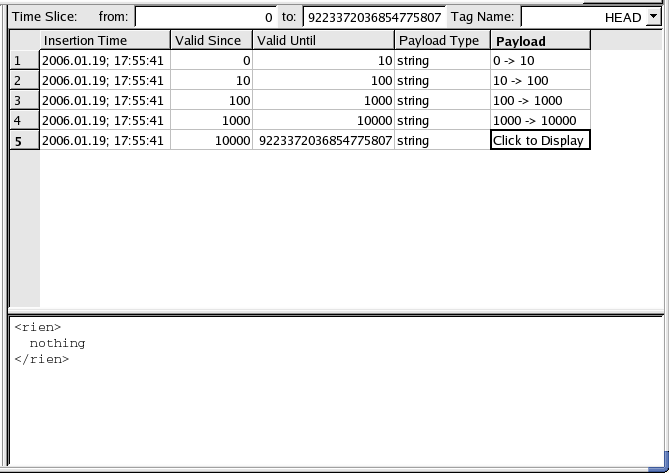 Time Slice: from: 0 to: 9223372036854775807 Tag Name: HEAD
Insertion Time Valid Since Valid Until Payload Type Payload
1 2006.01.19; 17:55:41 0 10 string 0 -> 10
2 2006.01.19; 17:55:41 10 100 string 10 -> 100
3 2006.01.19; 17:55:41 100 1000 string 100 -> 1000
4 2006.01.19; 17:55:41 1000 10000 string 1000 -> 10000
5 2006.01.19; 17:55:41 10000 9223372036854775807 string Click to Display
<rien>
nothing
</rien>